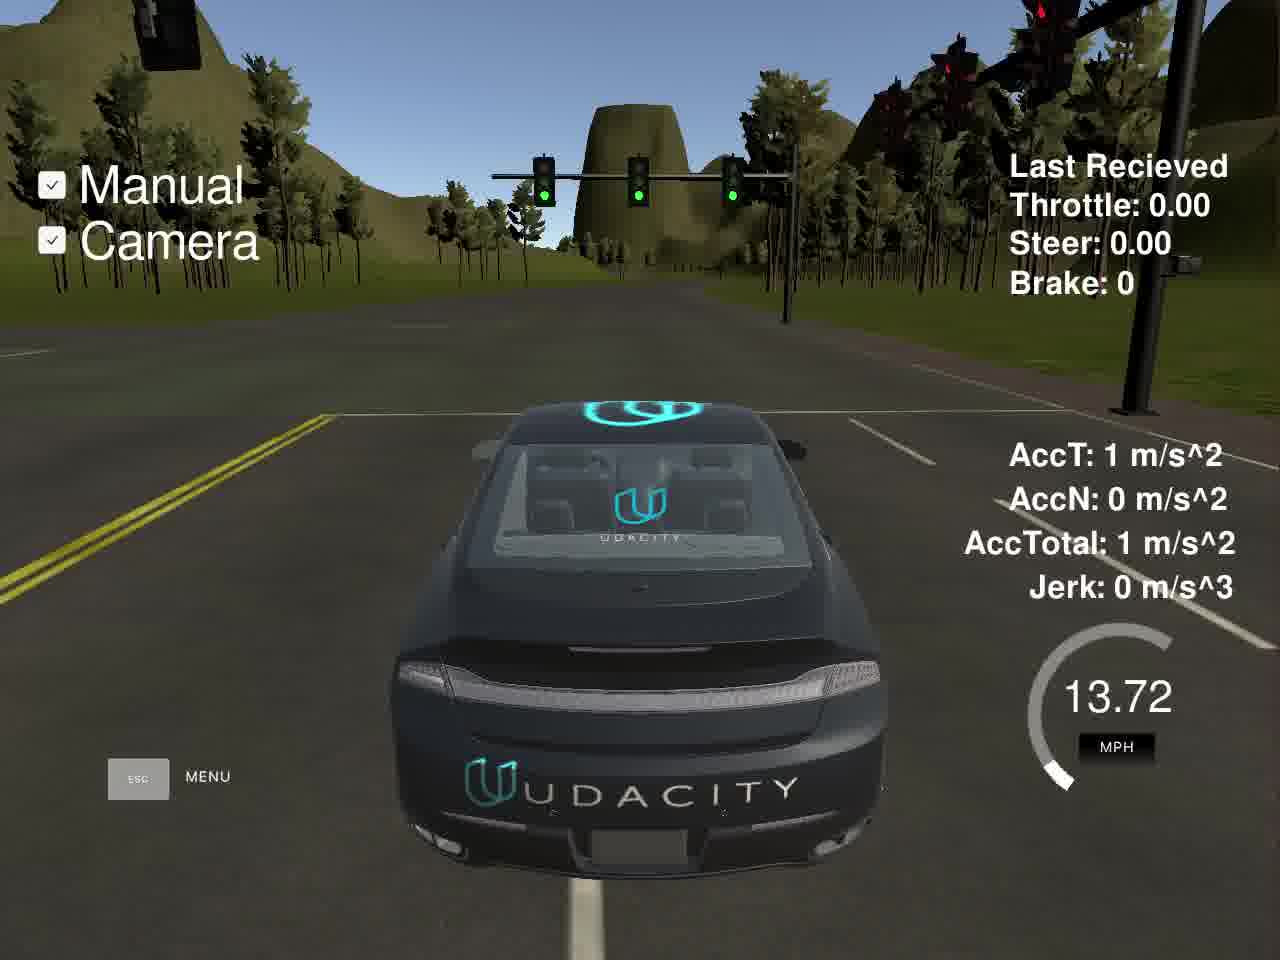 Manual
Camera
Last Recieved
Throttle: 0.00
Steer: 0.00
Brake: 0
AccT: 1 m/s^2
AccN: 0 m/s^2
AccTotal: 1 m/s^2
Jerk: 0 m/s^3
UDACITY
13.72
MPH
ESC MENU
UDACITY